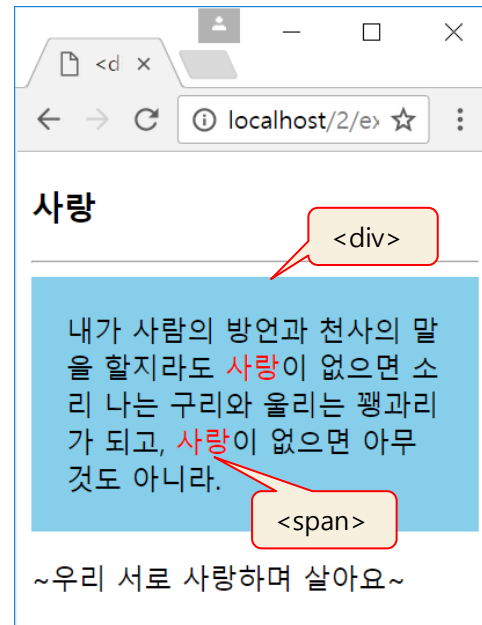 <d
localhost/2/ex
사랑
<div>
내가 사람의 방언과 천사의 말
을 할지라도 사랑이 없으면 소
리 나는 구리와 울리는 꽹과리
가 되고, 사랑이 없으면 아무
것도 아니라.
<span>
~우리 서로 사랑하며 살아요~